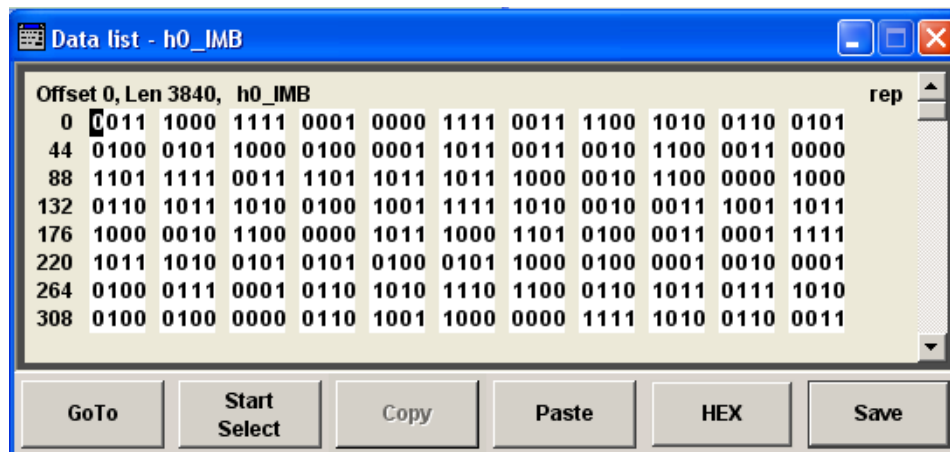 Data list - h0_IMB
Offset 0, Len 3840, h0_IMB rep
0 0011 1000 1111 0001 0000 1111 0011 1100 1010 0110 0101
44 0100 0101 1000 0100 0001 1011 0011 0010 1100 0011 0000
88 1101 1111 0011 1101 1011 1011 1000 0010 1100 0000 1000
132 0110 1011 1010 0100 1001 1111 1010 0010 0011 1001 1011
176 1000 0010 1100 0000 1011 1000 1101 0100 0011 0001 1111
220 1011 1010 0101 0101 0100 0101 1000 0100 0001 0010 0001
264 0100 0111 0001 0110 1010 1110 1100 0110 1011 0111 1010
308 0100 0100 0000 0110 1001 1000 0000 1111 1010 0110 0011
GoTo Start Select Copy Paste HEX Save